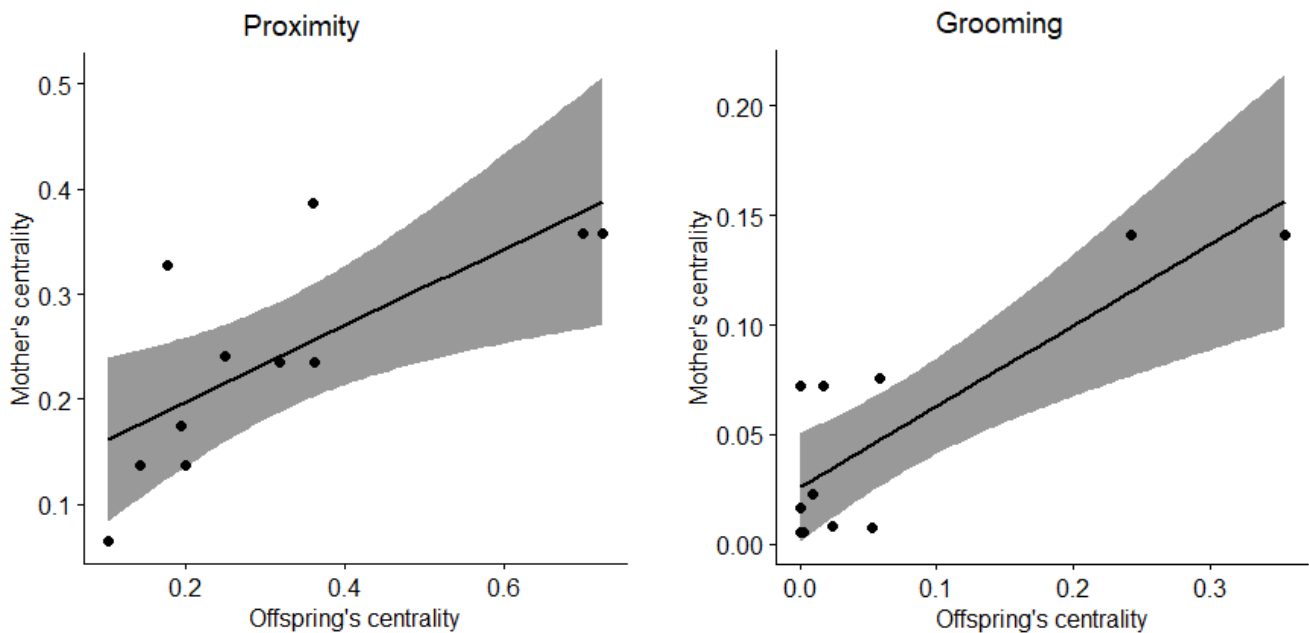 Proximity
Mother's centrality
0.5
0.4
0.3
0.2
0.1
0.2
0.4
0.6
Offspring's centrality
Grooming
Mother's centrality
0.20
0.15
0.10
0.05
0.00
0.0
0.1
0.2
0.3
Offspring's centrality